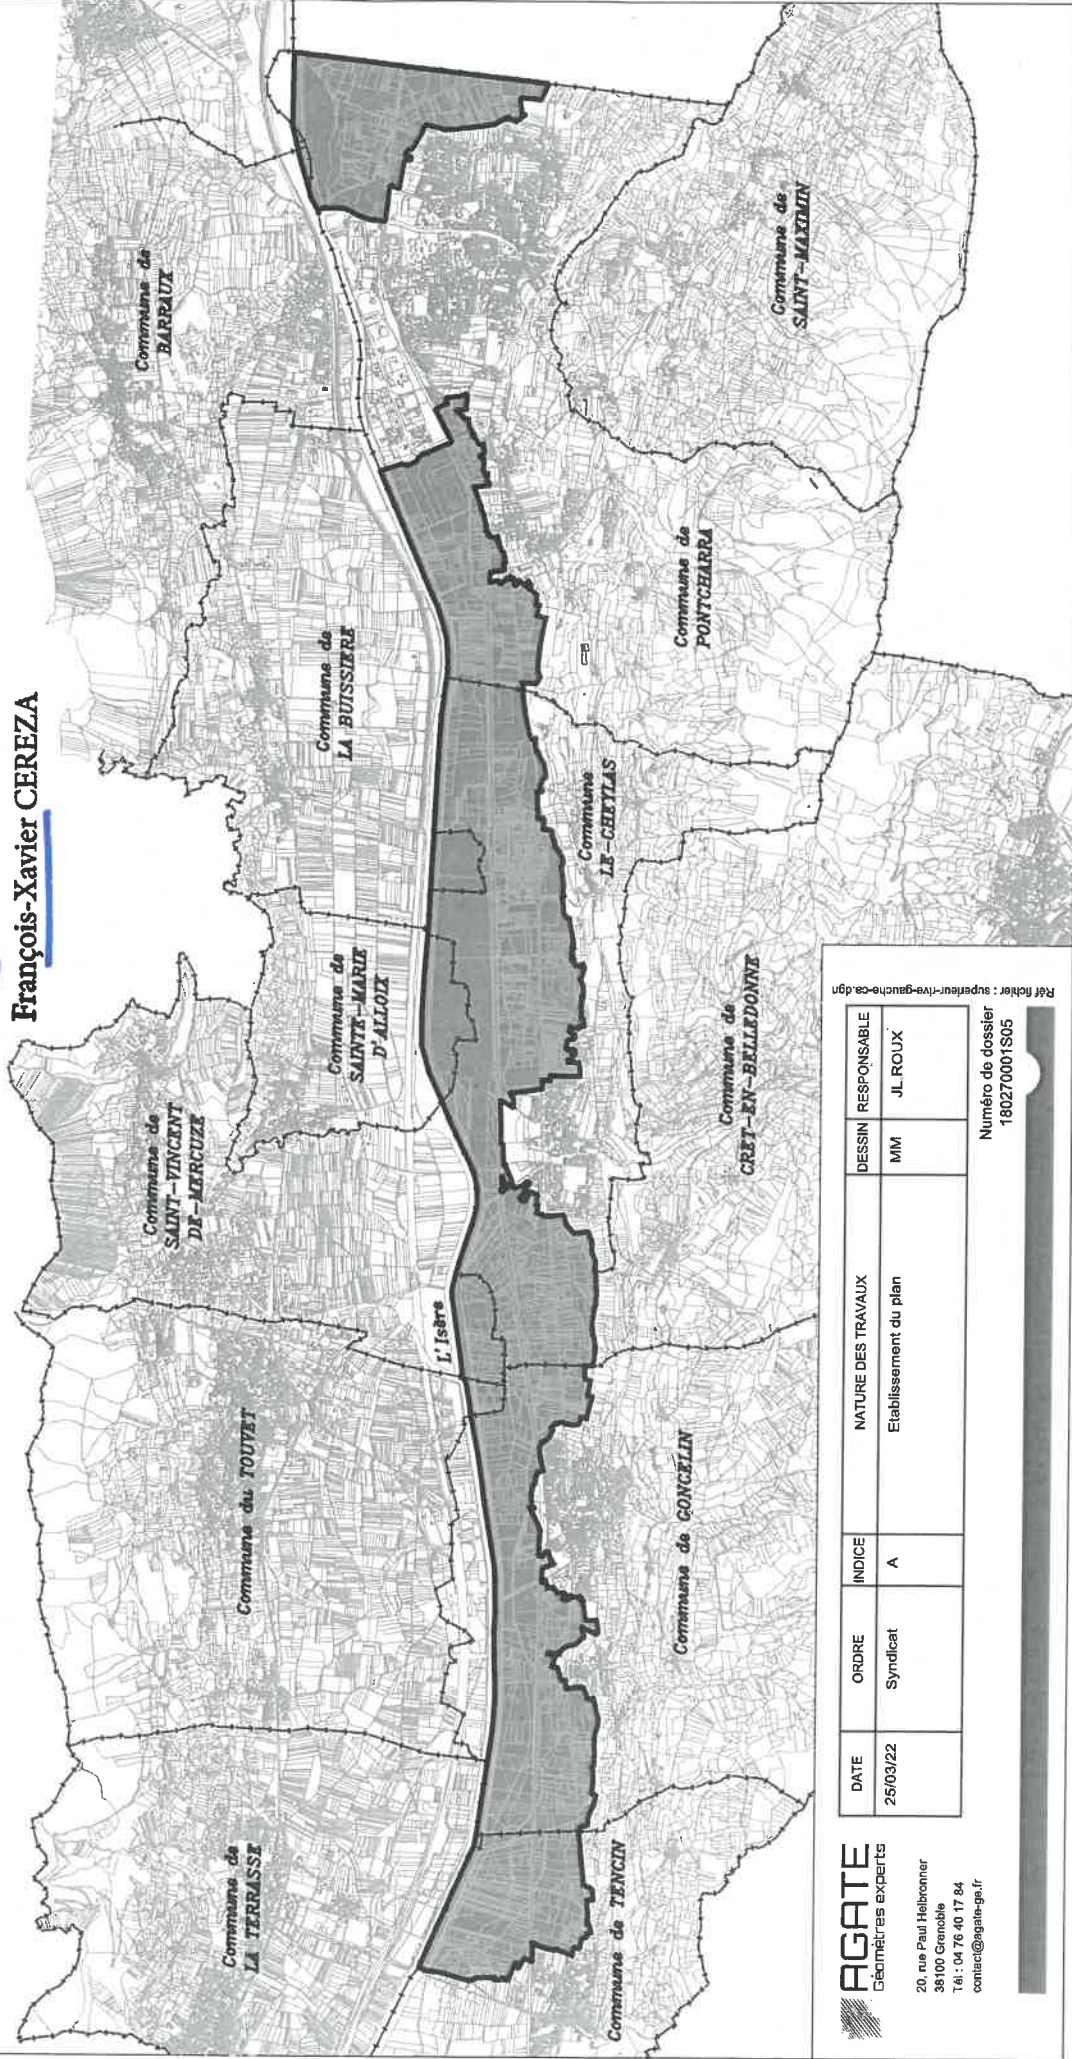 François-Xavier CEREZA
Commune de
BARRAUX
Commune de
LA BUISSIERE
Commune de
SAINTE-MARIE
D'ALLOIX
Commune de
SAINT-VINCENT
DE-MERCUZE
Commune du TOUVET
Commune de
LA TERRASSE
L'Isère
Commune de
SAINT-MAXIMIN
Commune de
PONTCHARRA
Commune
LE-CHEYLAS
Commune de
CRET-EN-BELLEDONNE
Commune de GONCELIN
Commune de TENCIN
AGATE
Géomètres experts
20, rue Paul Helbronner
38100 Grenoble
Tél : 04 76 40 17 84
contact@agate-ge.fr
DATE ORDRE INDICE NATURE DES TRAVAUX DESSIN RESPONSABLE
25/03/22 Syndicat A Etablissement du plan MM JL.ROUX
Réf fichier : superieur-rive-gauche-ca.dgn
Numéro de dossier
180270001S05